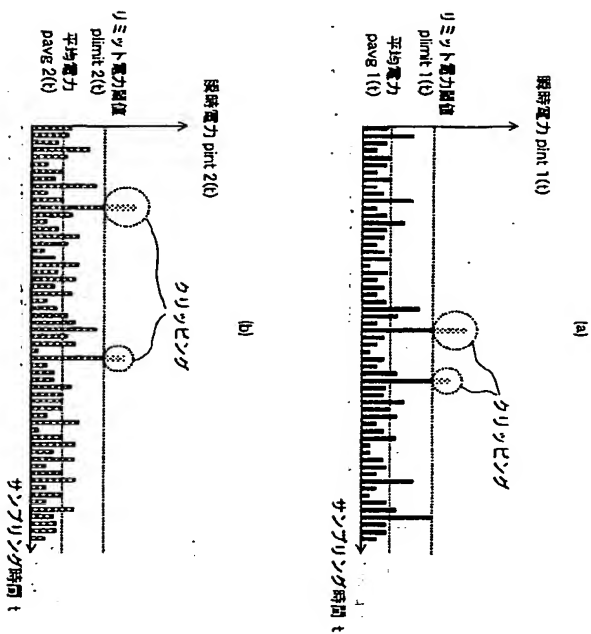 (a)
瞬時電力 pint 1(t)
リミット電力閾値
plimit 1(t)
平均電力
pavg 1(t)
クリッピング
サンプリング時間 t
(b)
瞬時電力 pint 2(t)
リミット電力閾値
plimit 2(t)
平均電力
pavg 2(t)
クリッピング
サンプリング時間 t